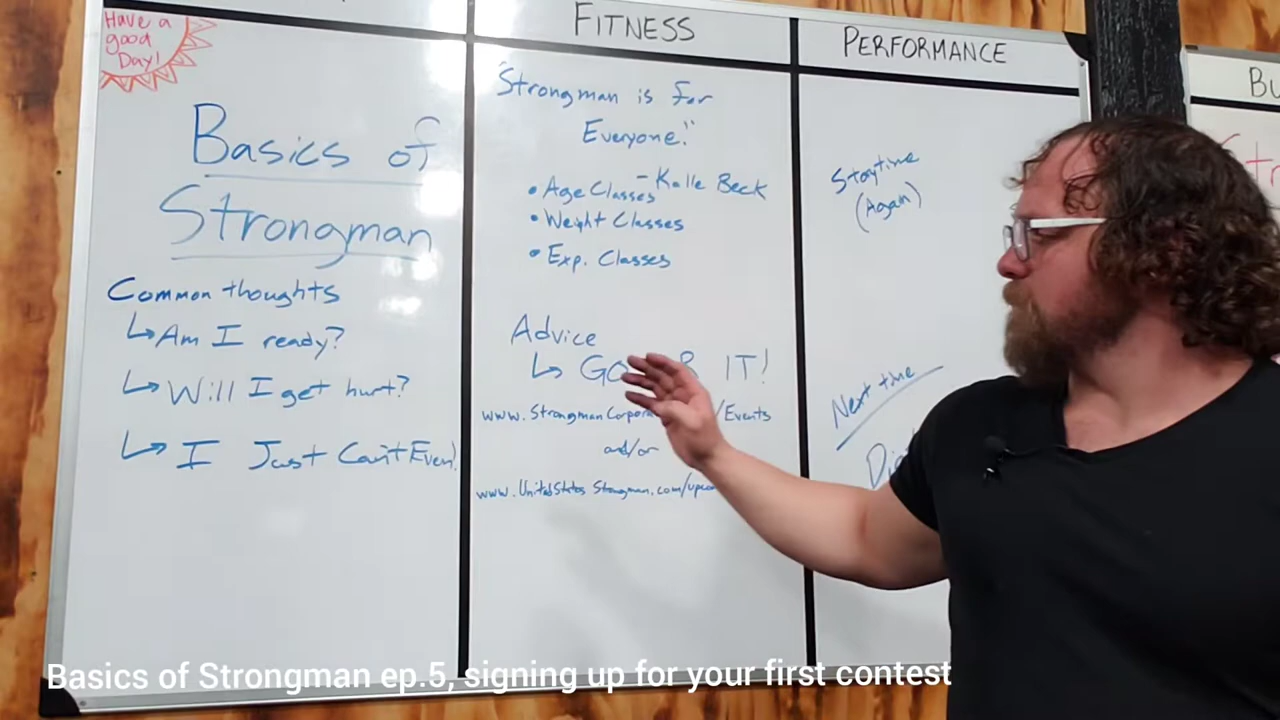 Have a
good
Day!
Basics of
Strongman
Common thoughts
↳ Am I ready?
↳ Will I get hurt?
↳ I Just Can't Even!
FITNESS
"Strongman is for
Everyone."
- Kalle Beck
• Age Classes
• Weight Classes
• Exp. Classes
Advice
↳ GO IT!
www.Strongman /Events
and/or
www.UnitedStatesStrongman.com/
PERFORMANCE
Storytime
(Again)
Next time
Basics of Strongman ep.5, signing up for your first contest